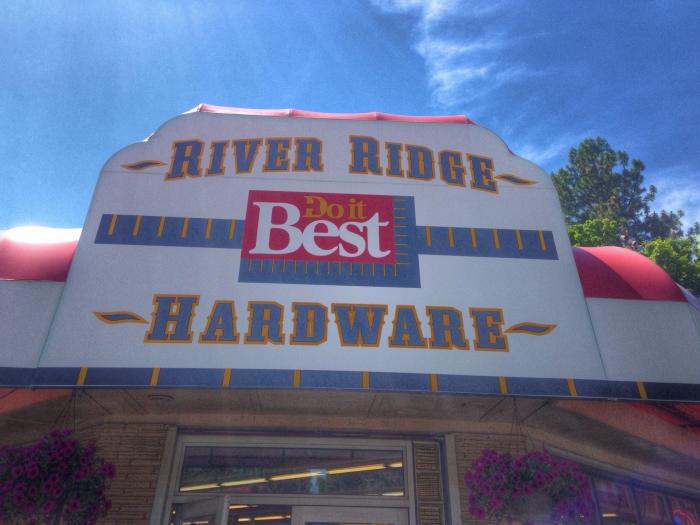 RIVER RIDGE
Do it
Best
HARDWARE